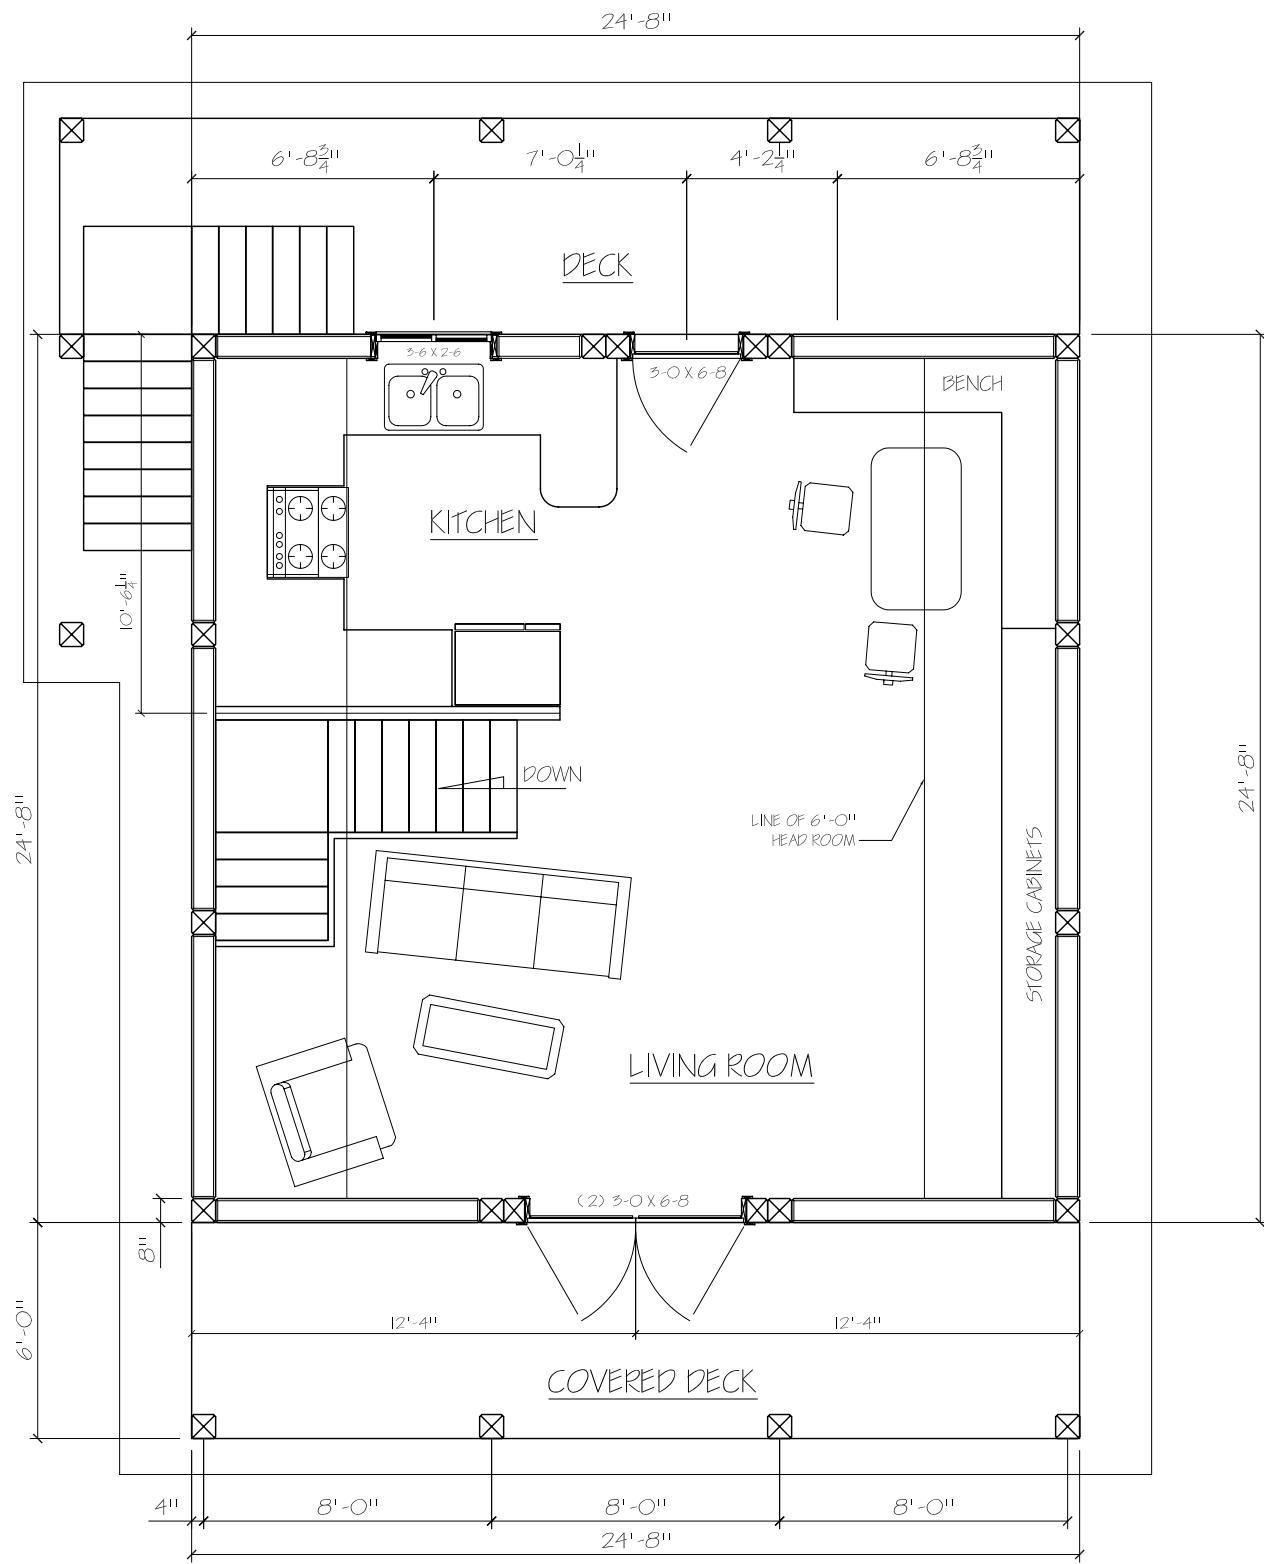 24'-8"
6'-8 3/4"
7'-0 1/4"
4'-2 1/4"
6'-8 3/4"
DECK
3-6 X 2-6
3-0 X 6-8
BENCH
KITCHEN
10'-6 1/4"
DOWN
24'-8"
24'-8"
LINE OF 6'-0"
HEAD ROOM
STORAGE CABINETS
LIVING ROOM
(2) 3-0 X 6-8
8"
6'-0"
12'-4"
12'-4"
COVERED DECK
4"
8'-0"
8'-0"
8'-0"
24'-8"